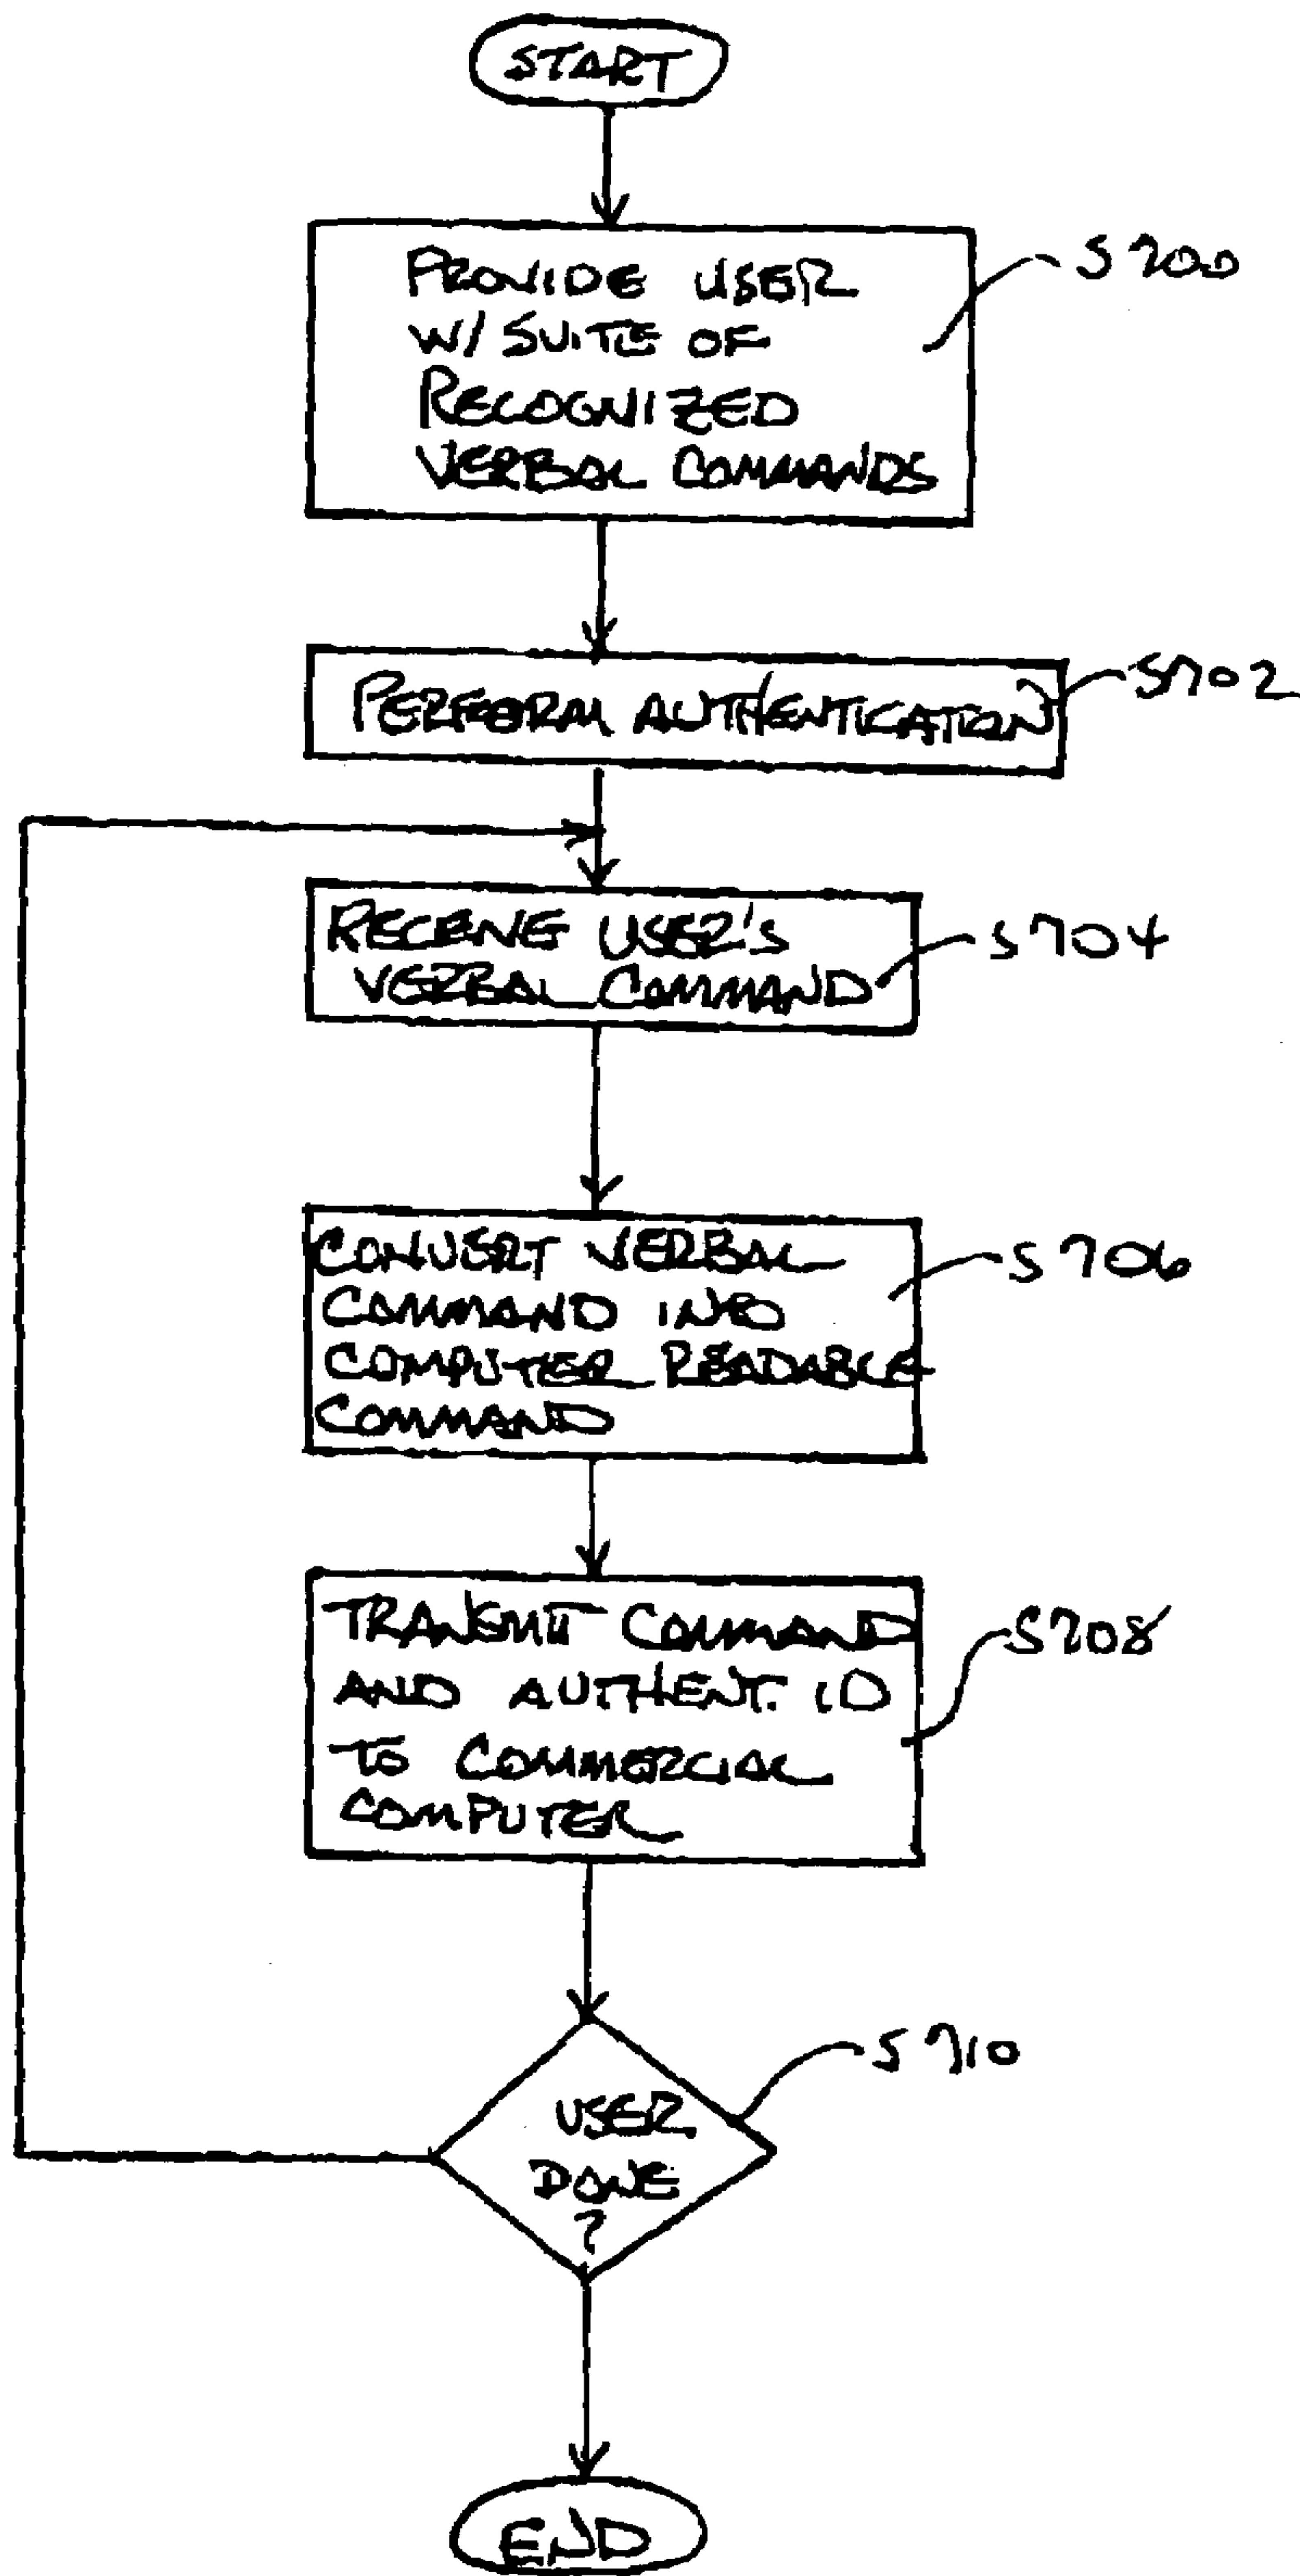 START
PROVIDE USER
W/ SUITE OF
RECOGNIZED
VERBAL COMMANDS
S700
PERFORM AUTHENTICATION
S702
RECEIVE USER'S
VERBAL COMMAND
S704
CONVERT VERBAL
COMMAND INTO
COMPUTER READABLE
COMMAND
S706
TRANSMIT COMMAND
AND AUTHENT. ID
TO COMMERCIAL
COMPUTER
S708
USER
DONE
?
S710
END